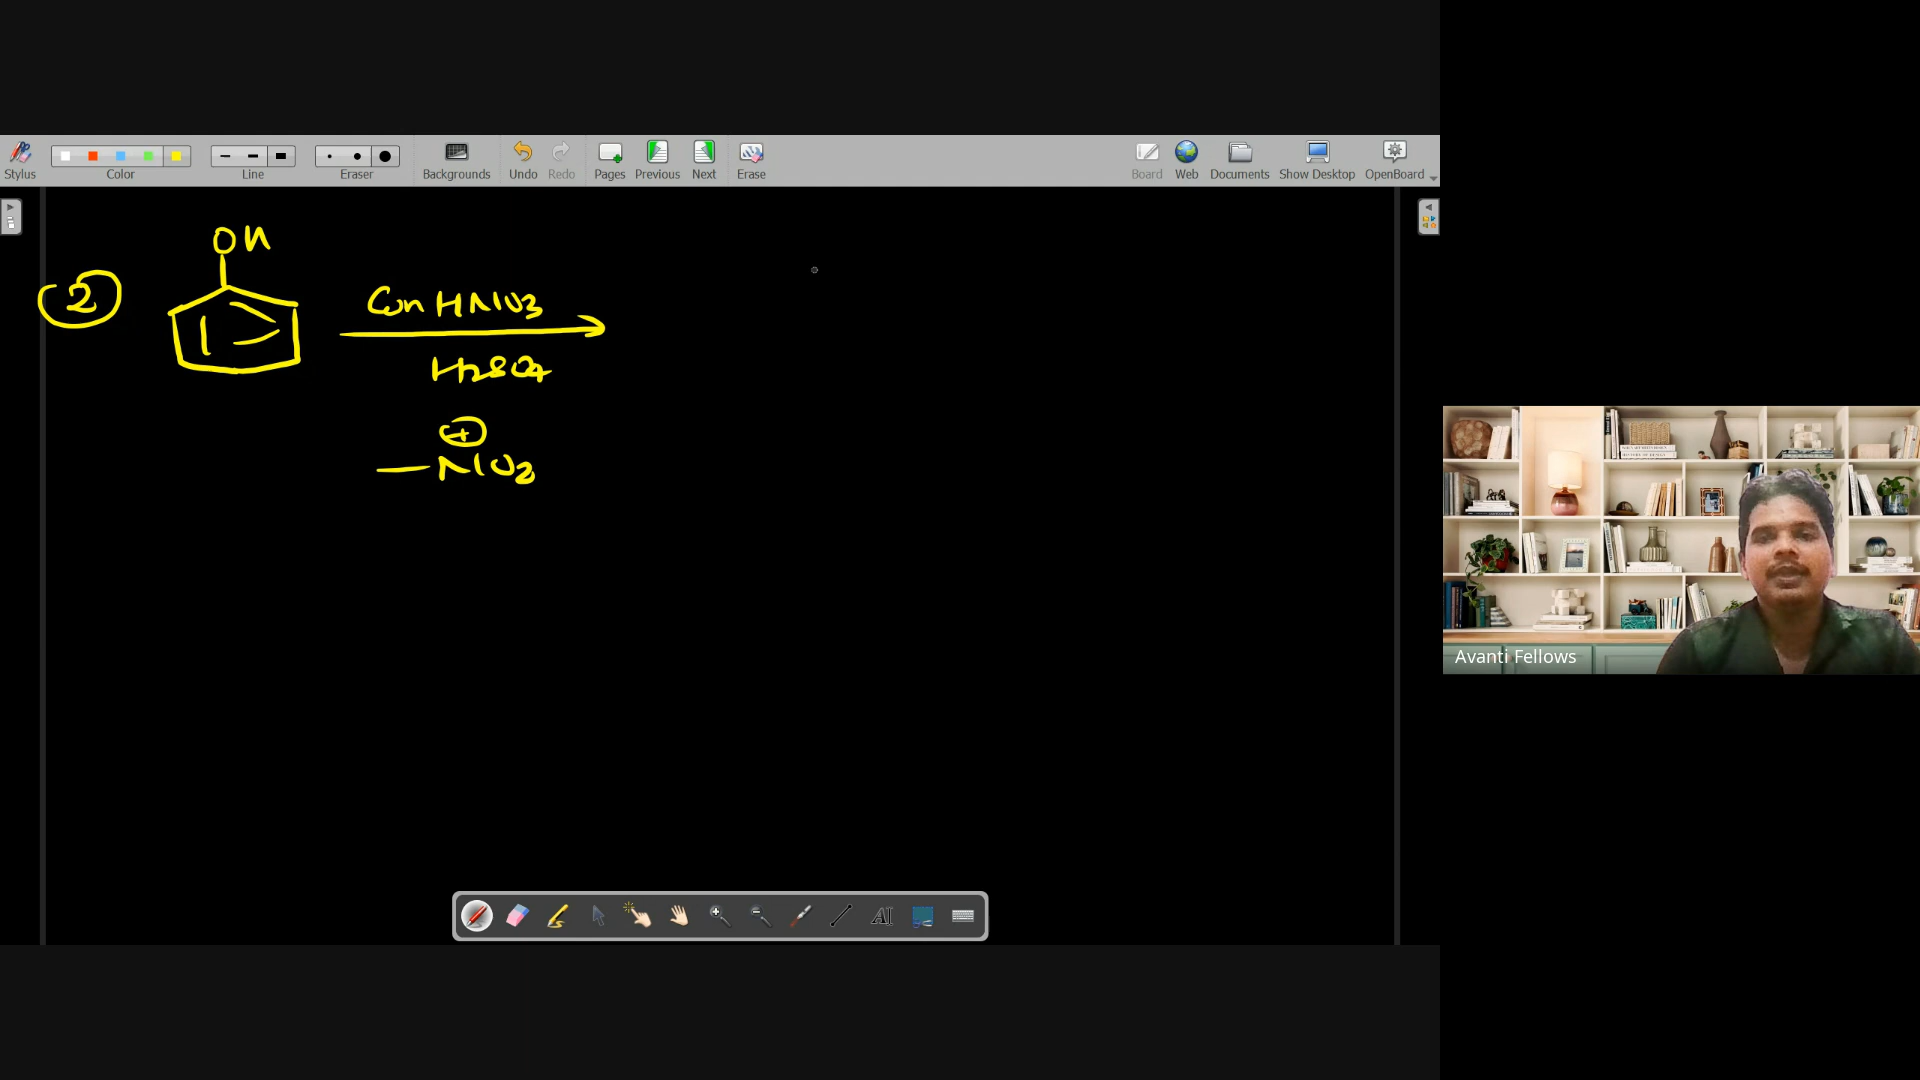 Stylus
Color
Line
Eraser
Backgrounds
Undo
Redo
Pages
Previous
Next
Erase
Board
Web
Documents
Show Desktop
OpenBoard
OH
2
Con HNO3
H2SO4
+
— NO2
Avanti Fellows